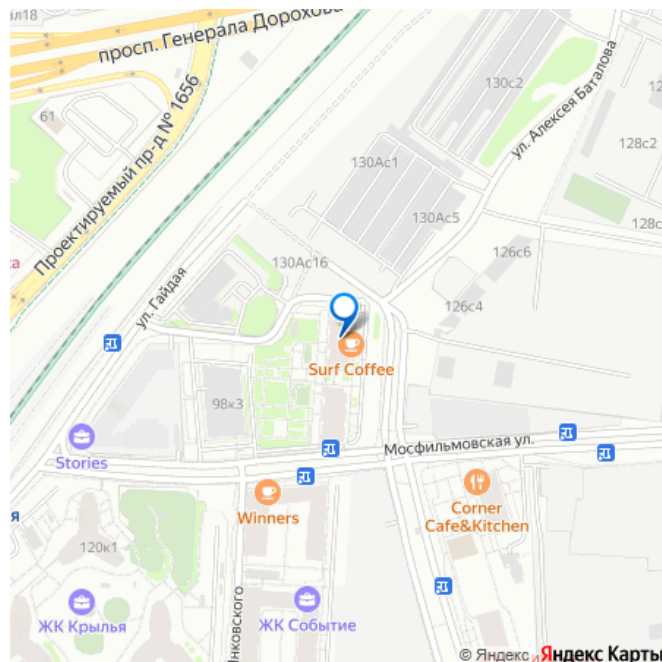 просп. Генерала Дорохова
Проектируемый пр-д № 1656
61
130с2
ул. Алексея Баталова
128с2
130Ас1
130Ас5
128с
126с6
130Ас16
126с4
ул. Гайдая
Surf Coffee
98к3
Мосфильмовская ул.
Stories
Winners
Corner
Cafe&Kitchen
120к1
ЖК Крылья
ЖК Событие
© Яндекс
Яндекс Карты